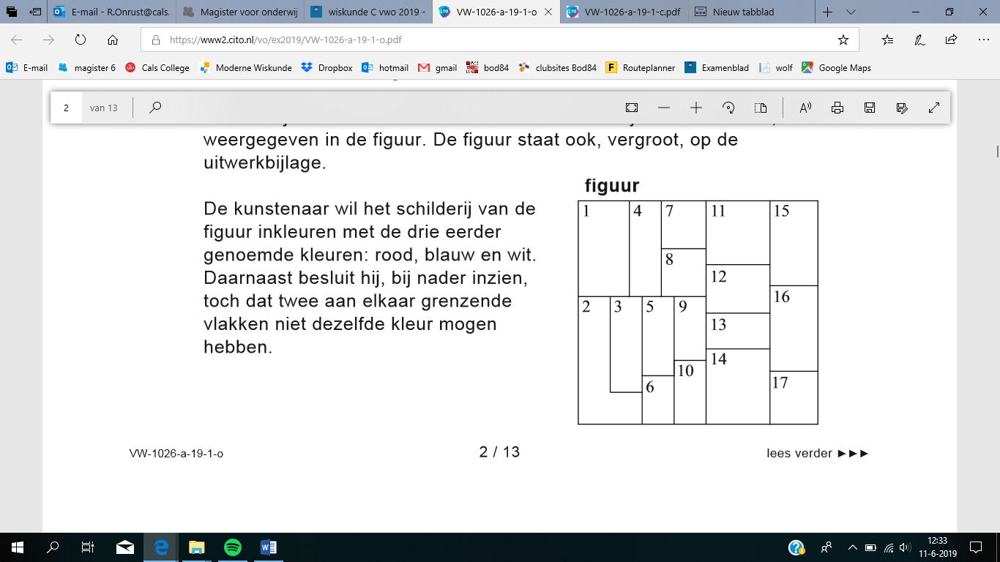 E-mail - R.Onrust@cals.
Magister voor onderwij
wiskunde C vwo 2019 -
VW-1026-a-19-1-o
VW-1026-a-19-1-c.pdf
Nieuw tabblad
https://www2.cito.nl/vo/ex2019/VW-1026-a-19-1-o.pdf
E-mail
magister 6
Cals College
Moderne Wiskunde
Dropbox
hotmail
gmail
bod84
clubsites Bod84
Routeplanner
Examenblad
wolf
Google Maps
2 van 13
weergegeven in de figuur. De figuur staat ook, vergroot, op de
uitwerkbijlage.
De kunstenaar wil het schilderij van de
figuur inkleuren met de drie eerder
genoemde kleuren: rood, blauw en wit.
Daarnaast besluit hij, bij nader inzien,
toch dat twee aan elkaar grenzende
vlakken niet dezelfde kleur mogen
hebben.
figuur
1 4 7 11 15
8
12
16
2 3 5 9
13
14
10
17
6
VW-1026-a-19-1-o
2 / 13
lees verder ►►►
12:33
11-6-2019